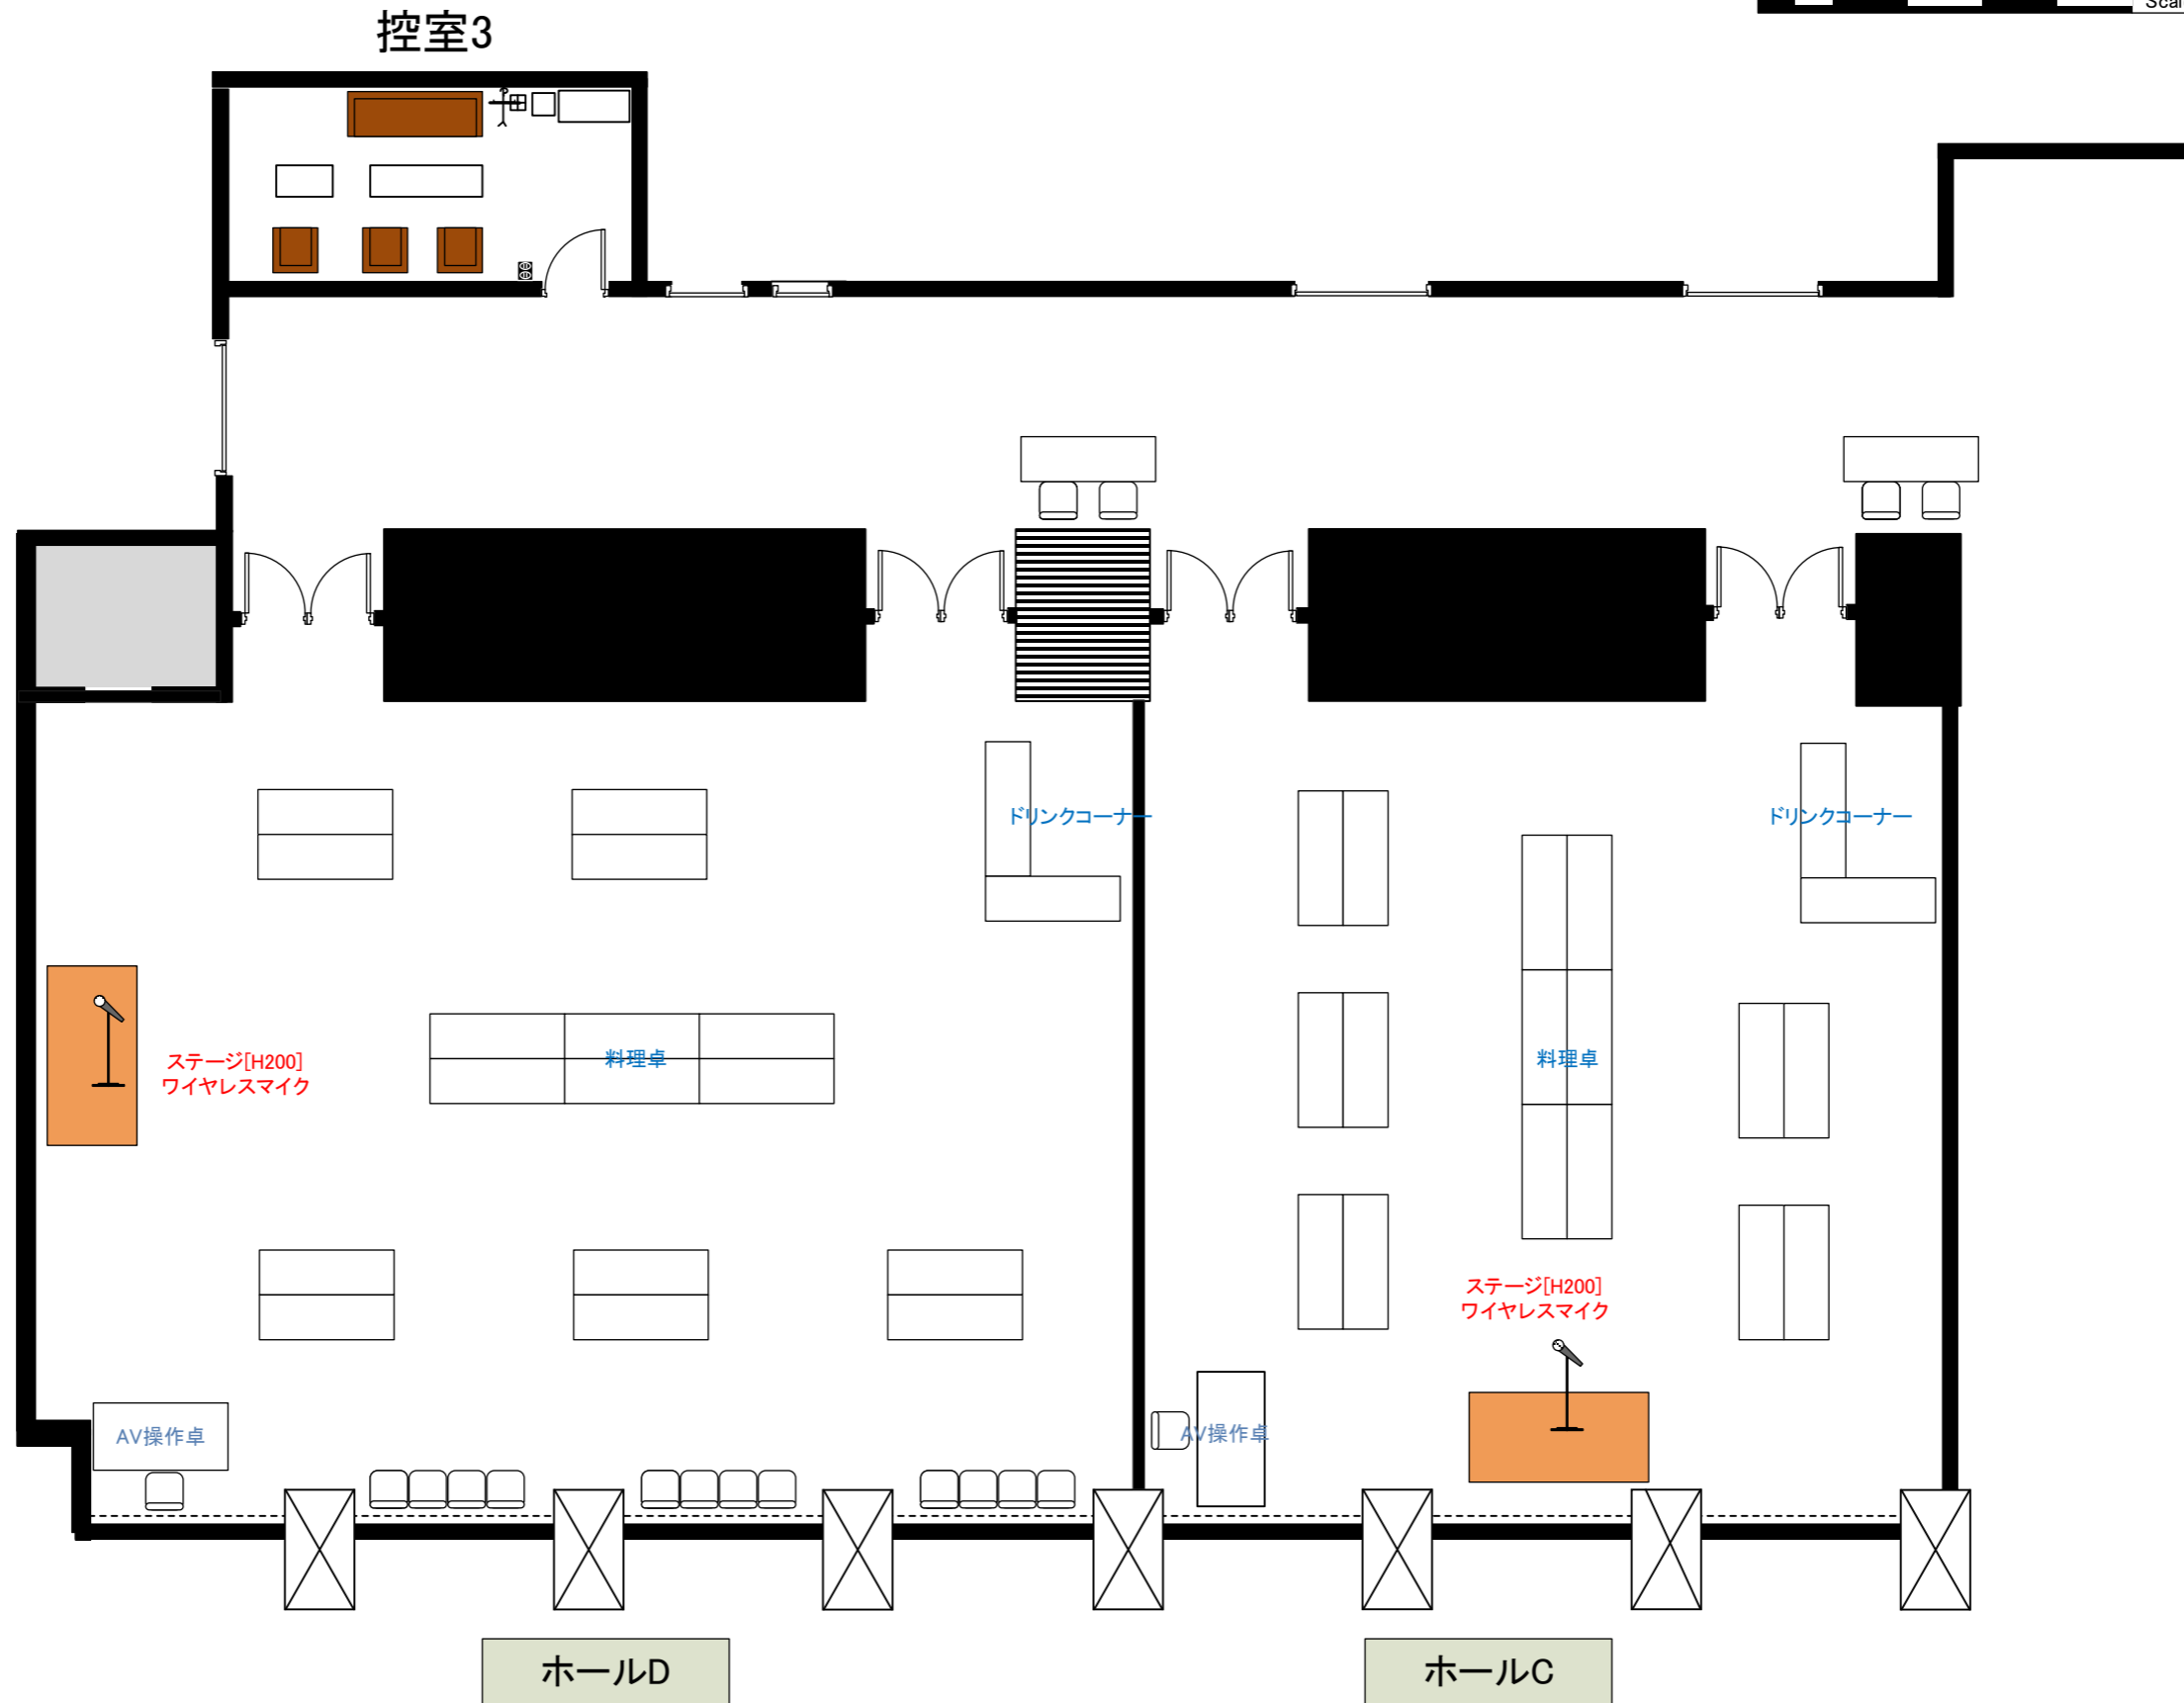 控室3
ドリンクコーナー
ドリンクコーナー
ステージ[H200]
ワイヤレスマイク
料理卓
料理卓
ステージ[H200]
ワイヤレスマイク
AV操作卓
AV操作卓
ホールD
ホールC